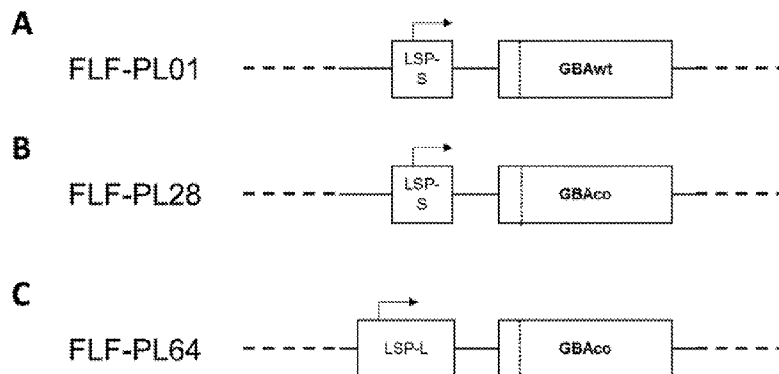 A
FLF-PL01
LSP-
S
GBAwt
B
FLF-PL28
LSP-
S
GBAco
C
FLF-PL64
LSP-L
GBAco